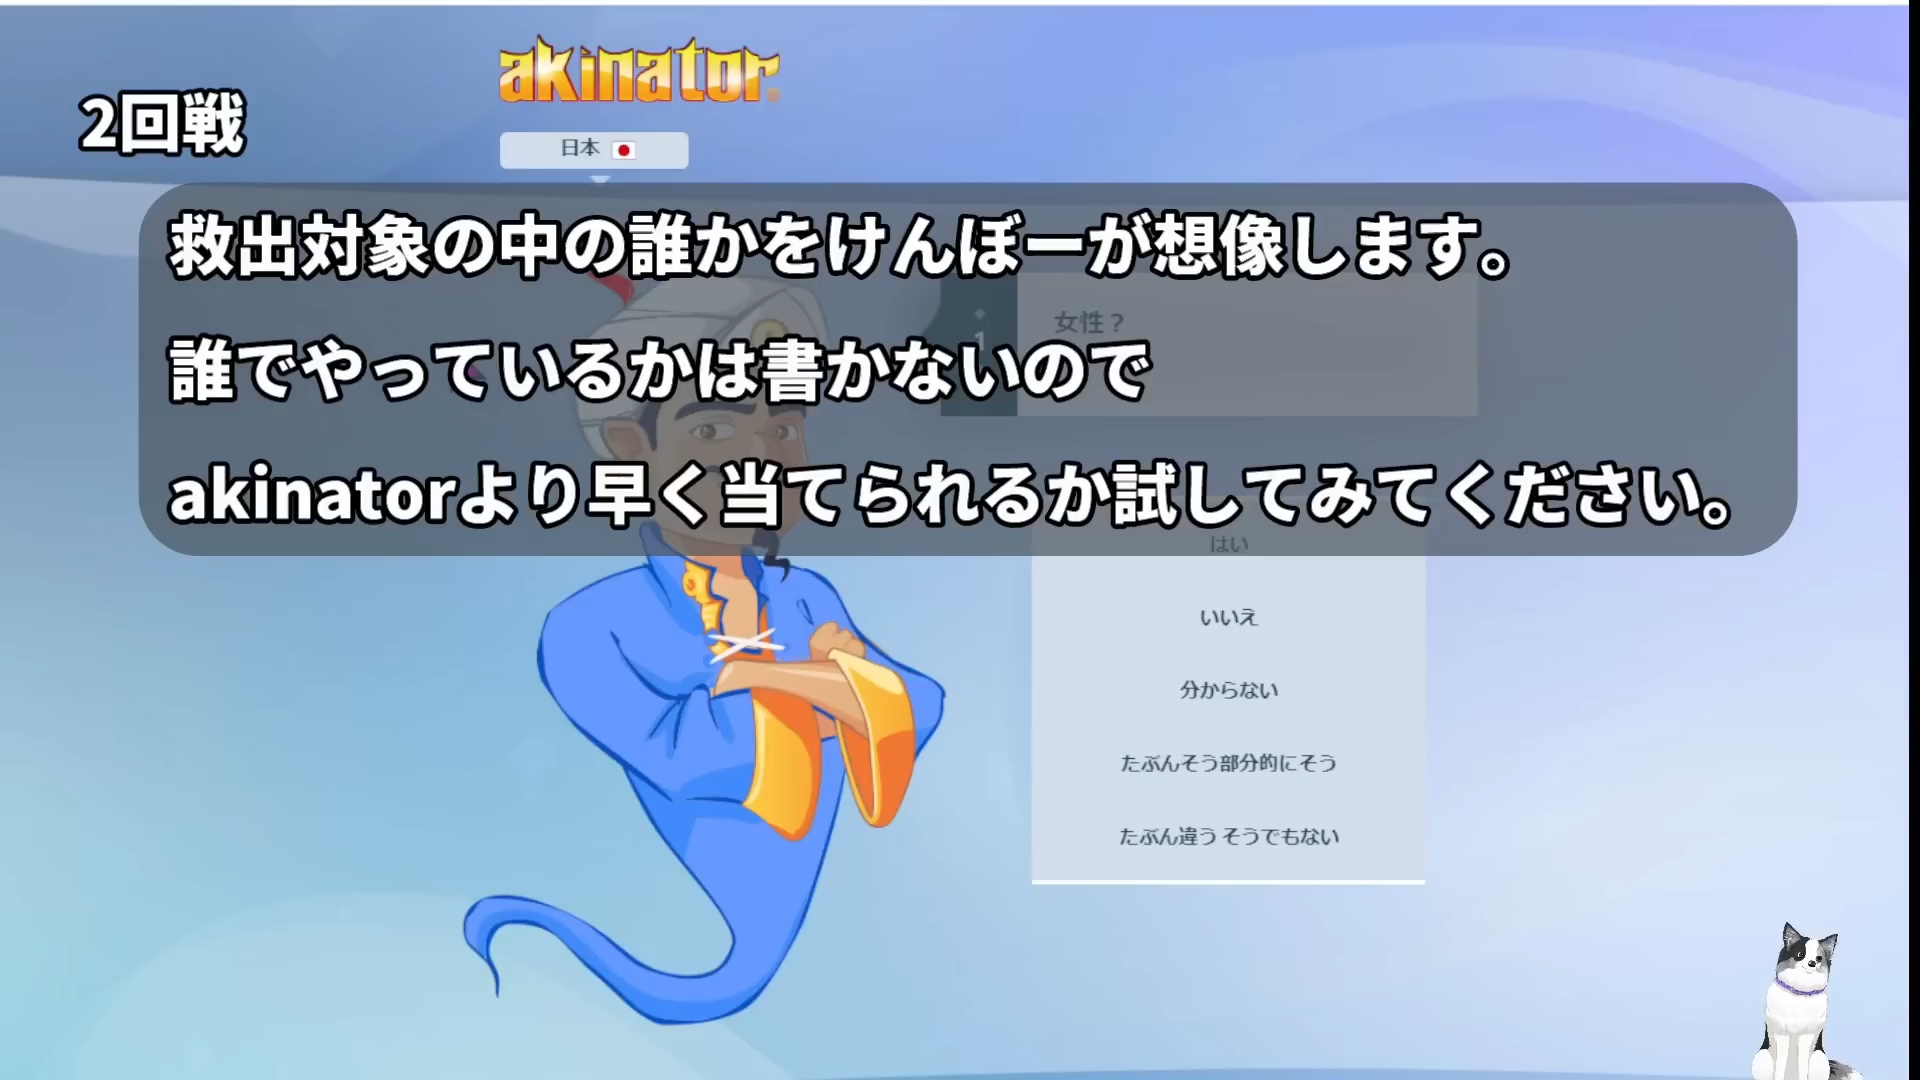 akinator
2回戦
日本
救出対象の中の誰かをけんぼーが想像します。
1
女性？
誰でやっているかは書かないので
akinatorより早く当てられるか試してみてください。
はい
いいえ
分からない
たぶんそう部分的にそう
たぶん違う そうでもない